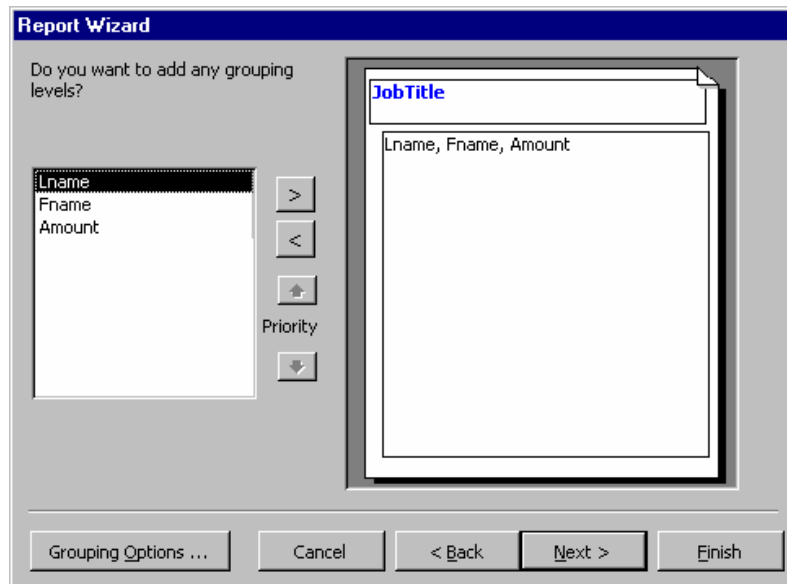 Report Wizard
Do you want to add any grouping
levels?
Lname
Fname
Amount
>
<
Priority
JobTitle
Lname, Fname, Amount
Grouping Options ...
Cancel
< Back
Next >
Finish